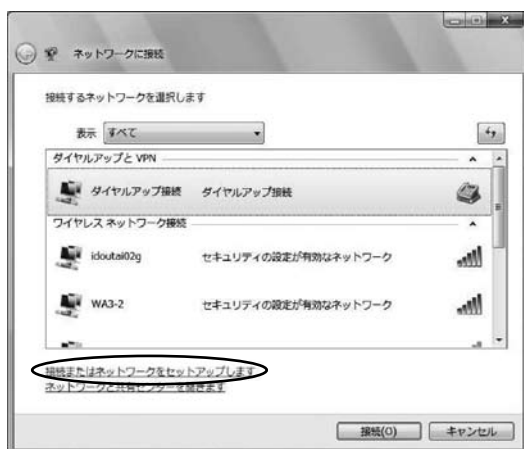 ネットワークに接続
接続するネットワークを選択します
表示 すべて
ダイヤルアップと VPN
ダイヤルアップ接続 ダイヤルアップ接続
ワイヤレス ネットワーク接続
idoutai02g セキュリティの設定が有効なネットワーク
WA3-2 セキュリティの設定が有効なネットワーク
接続またはネットワークをセットアップします
ネットワークと共有センターを開きます
接続(O) キャンセル